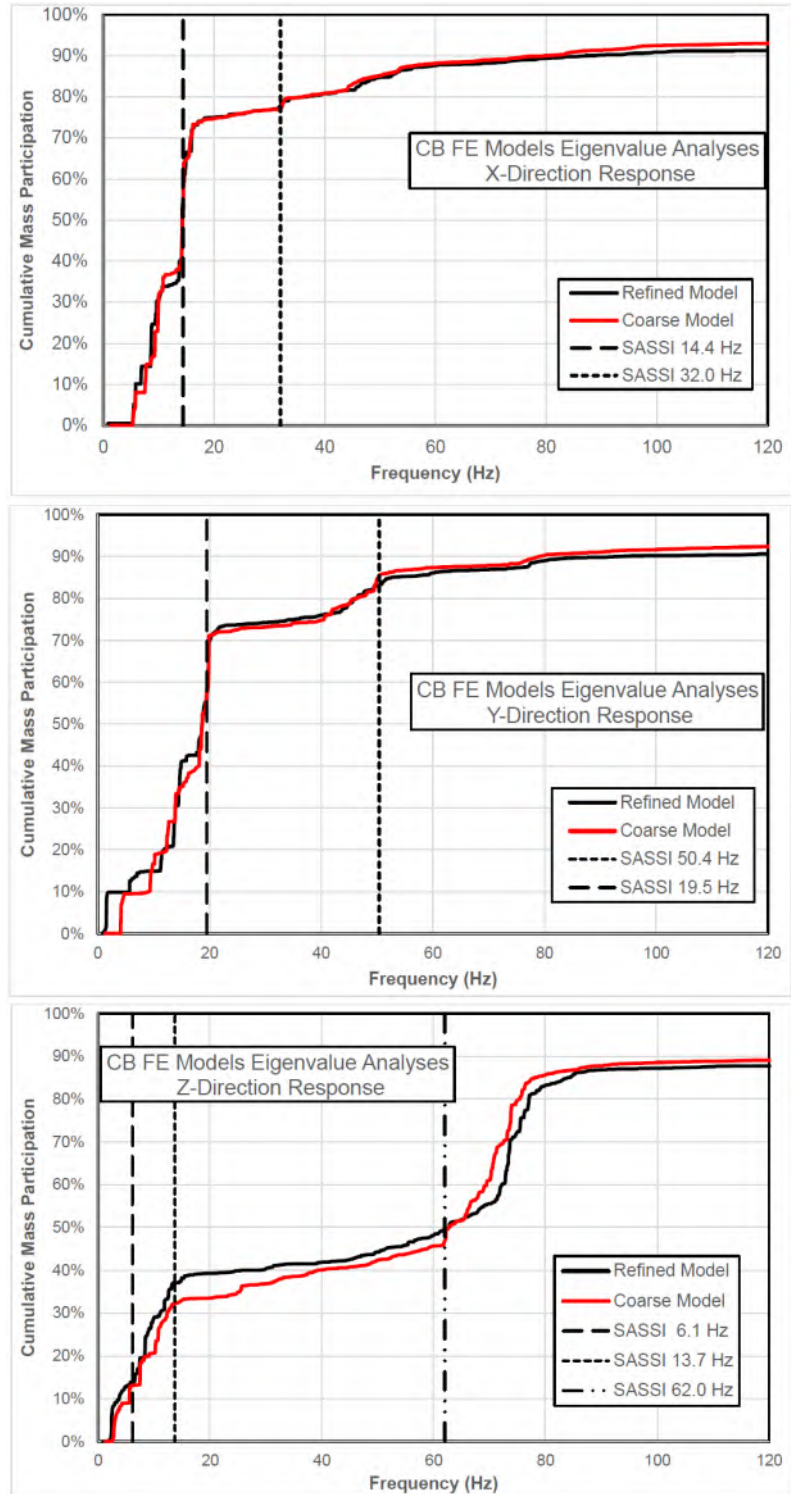 100%
90%
80%
70%
60%
50%
40%
30%
20%
10%
0%
Cumulative Mass Participation
CB FE Models Eigenvalue Analyses
X-Direction Response
Refined Model
Coarse Model
SASSI 14.4 Hz
SASSI 32.0 Hz
0 20 40 60 80 100 120
Frequency (Hz)
100%
90%
80%
70%
60%
50%
40%
30%
20%
10%
0%
Cumulative Mass Participation
CB FE Models Eigenvalue Analyses
Y-Direction Response
Refined Model
Coarse Model
SASSI 50.4 Hz
SASSI 19.5 Hz
0 20 40 60 80 100 120
Frequency (Hz)
100%
90%
80%
70%
60%
50%
40%
30%
20%
10%
0%
Cumulative Mass Participation
CB FE Models Eigenvalue Analyses
Z-Direction Response
Refined Model
Coarse Model
SASSI 6.1 Hz
SASSI 13.7 Hz
SASSI 62.0 Hz
0 20 40 60 80 100 120
Frequency (Hz)